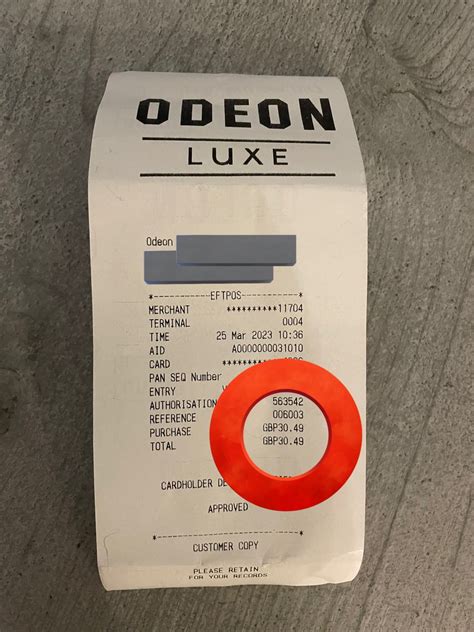 ODEON
LUXE
Odeon
EFTPOS
MERCHANT **********11704
TERMINAL 0004
TIME 25 Mar 2023 10:36
AID A0000000031010
CARD
PAN SEQ Number
ENTRY
AUTHORISATION 563542
REFERENCE 006003
PURCHASE GBP30.49
TOTAL GBP30.49
CARDHOLDER
APPROVED
CUSTOMER COPY
PLEASE RETAIN
FOR YOUR RECORDS